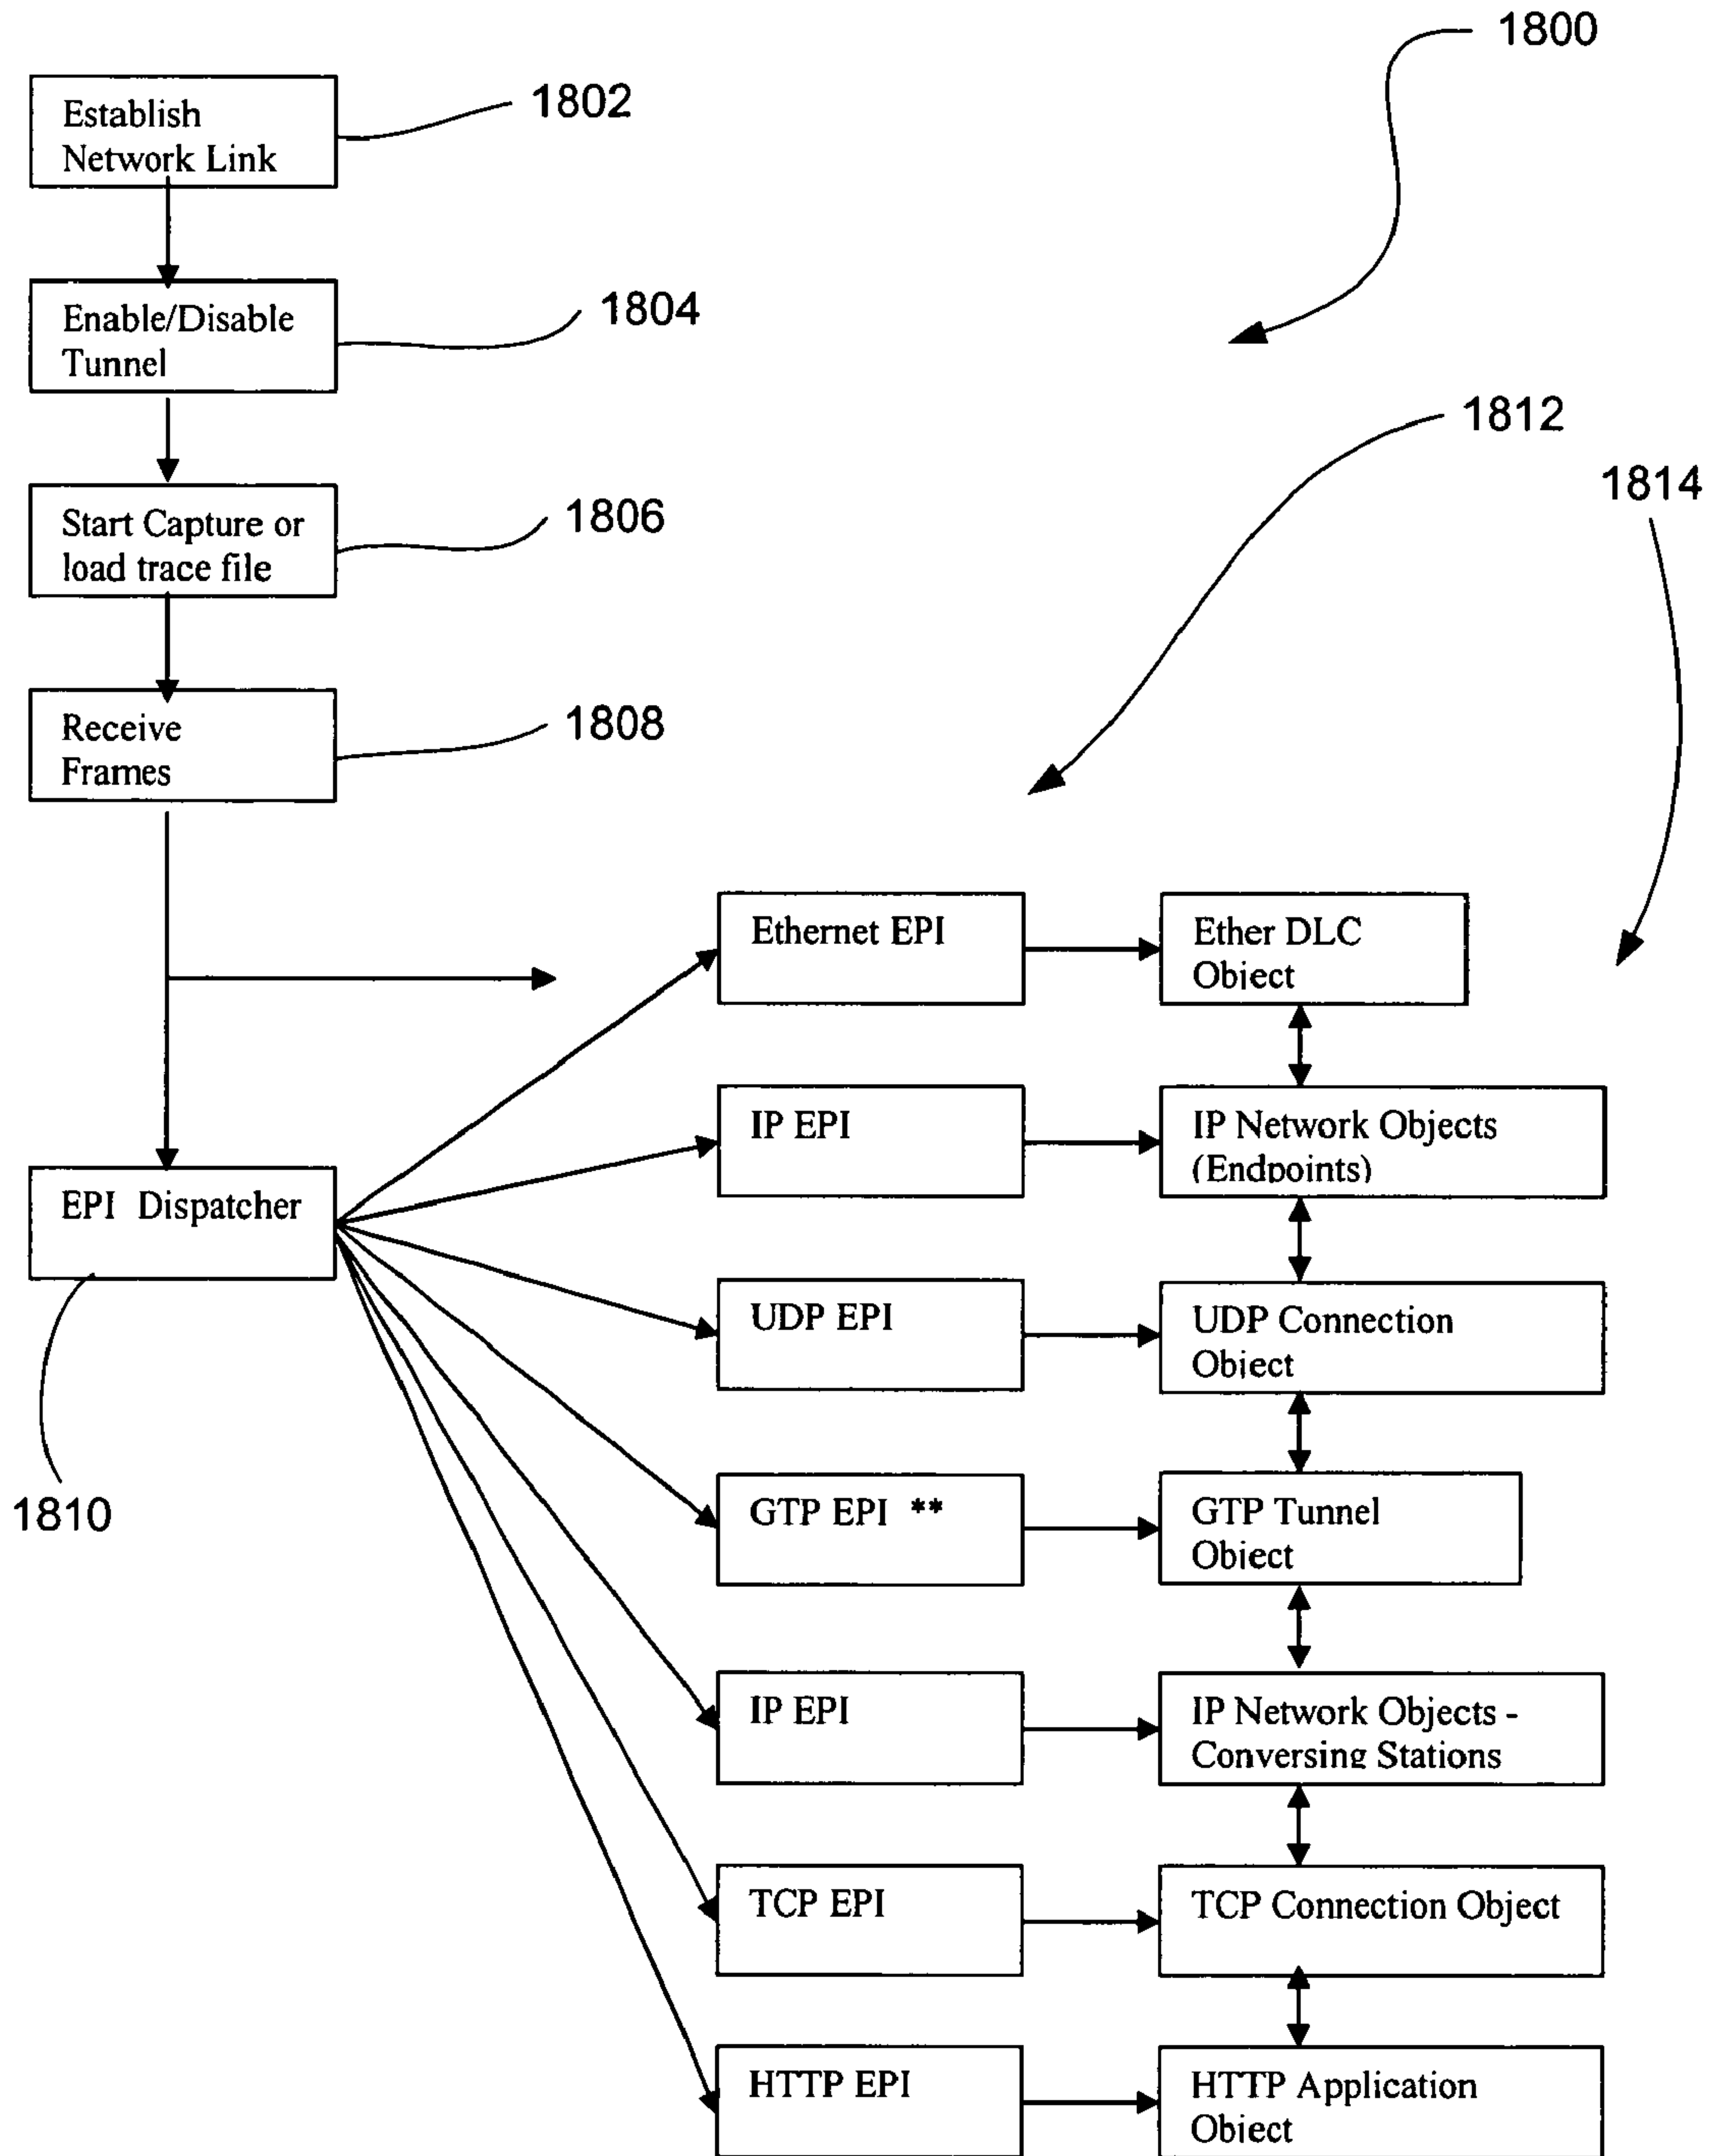 1800
Establish
Network Link
1802
Enable/Disable
Tunnel
1804
1812
1814
Start Capture or
load trace file
1806
Receive
Frames
1808
Ethernet EPI
Ether DLC
Object
IP EPI
IP Network Objects
(Endpoints)
EPI Dispatcher
1810
UDP EPI
UDP Connection
Object
GTP EPI **
GTP Tunnel
Object
IP EPI
IP Network Objects -
Conversing Stations
TCP EPI
TCP Connection Object
HTTP EPI
HTTP Application
Object